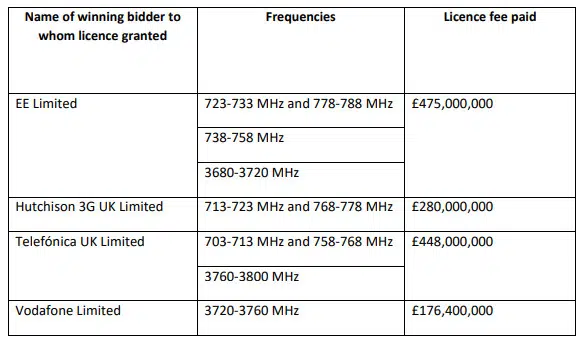 Name of winning bidder to
whom licence granted
Frequencies
Licence fee paid
EE Limited
723-733 MHz and 778-788 MHz
£475,000,000
738-758 MHz
3680-3720 MHz
Hutchison 3G UK Limited
713-723 MHz and 768-778 MHz
£280,000,000
Telefónica UK Limited
703-713 MHz and 758-768 MHz
£448,000,000
3760-3800 MHz
Vodafone Limited
3720-3760 MHz
£176,400,000